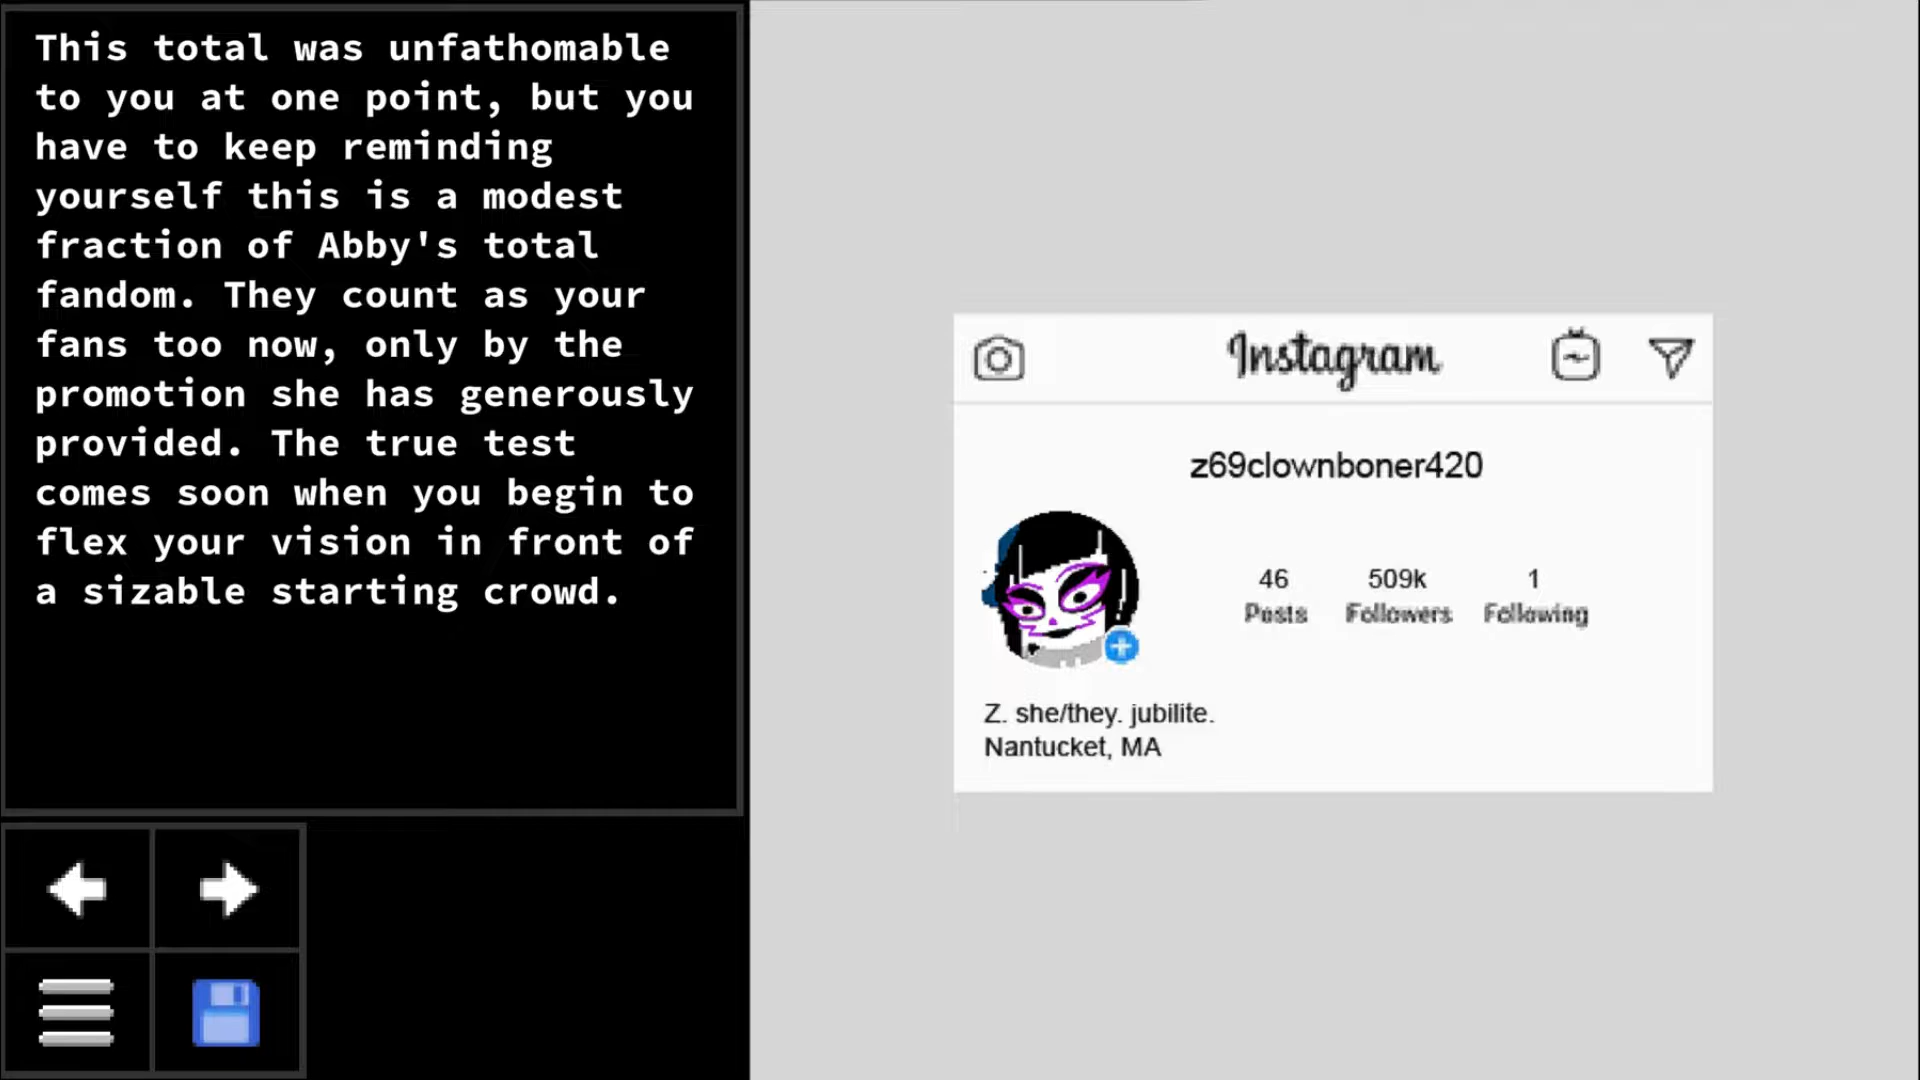 This total was unfathomable
to you at one point, but you
have to keep reminding
yourself this is a modest
fraction of Abby's total
fandom. They count as your
fans too now, only by the
promotion she has generously
provided. The true test
comes soon when you begin to
flex your vision in front of
a sizable starting crowd.
Instagram
z69clownboner420
46 509k 1
Posts Followers Following
Z. she/they. jubilite.
Nantucket, MA